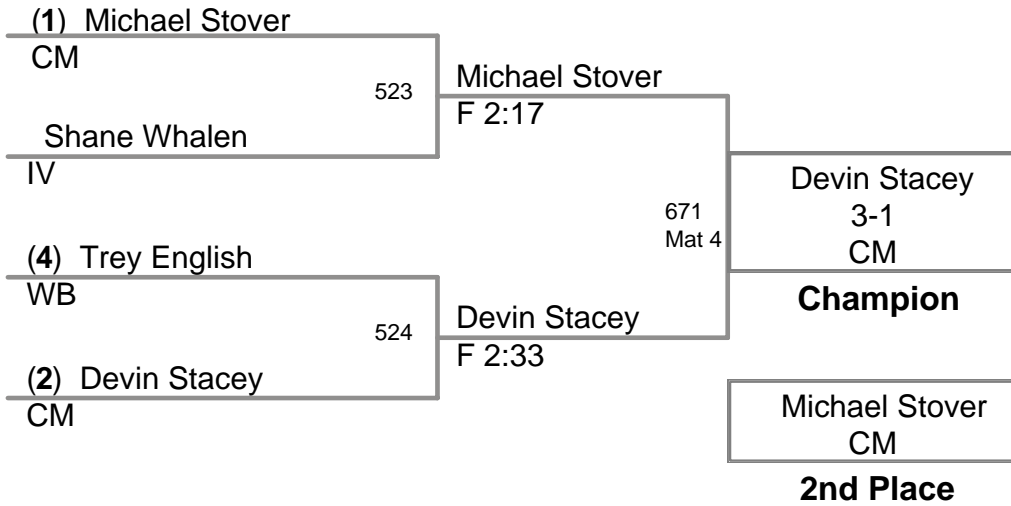 (1) Michael Stover
CM
523
Shane Whalen
IV
(4) Trey English
WB
524
(2) Devin Stacey
CM
Michael Stover
F 2:17
671
Mat 4
Devin Stacey
F 2:33
Devin Stacey
3-1
CM
Champion
Michael Stover
CM
2nd Place